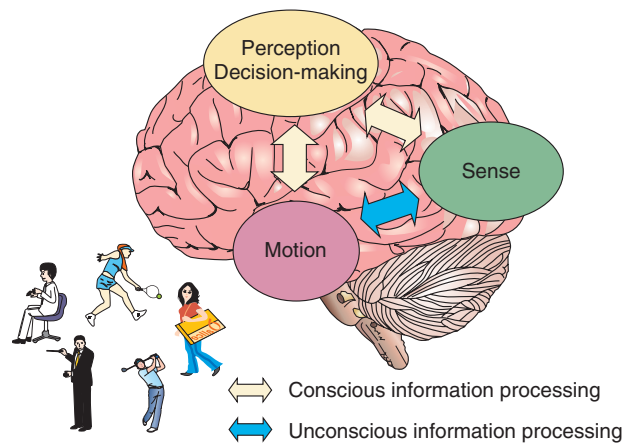 Perception
Decision-making
Sense
Motion
Conscious information processing
Unconscious information processing